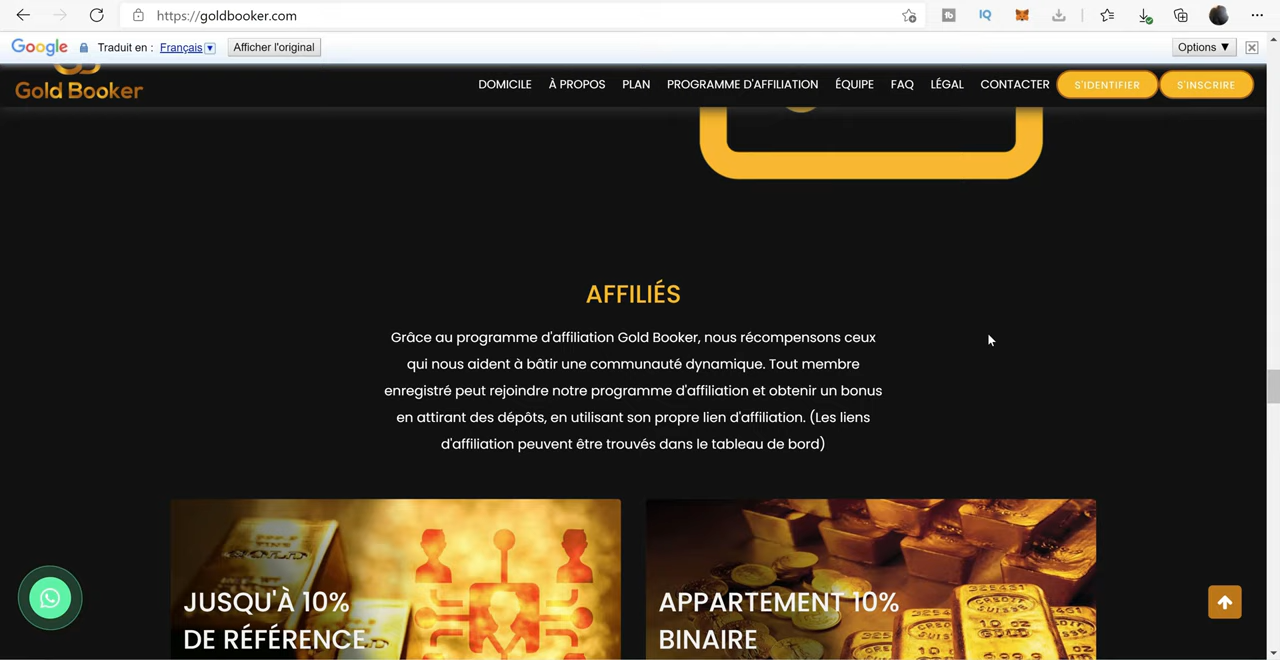 https://goldbooker.com
Google Traduit en : Français Afficher l'original Options ▼
Gold Booker
DOMICILE À PROPOS PLAN PROGRAMME D'AFFILIATION ÉQUIPE FAQ LÉGAL CONTACTER S'IDENTIFIER S'INSCRIRE
AFFILIÉS
Grâce au programme d'affiliation Gold Booker, nous récompensons ceux
qui nous aident à bâtir une communauté dynamique. Tout membre
enregistré peut rejoindre notre programme d'affiliation et obtenir un bonus
en attirant des dépôts, en utilisant son propre lien d'affiliation. (Les liens
d'affiliation peuvent être trouvés dans le tableau de bord)
JUSQU'À 10%
DE RÉFÉRENCE
APPARTEMENT 10%
BINAIRE